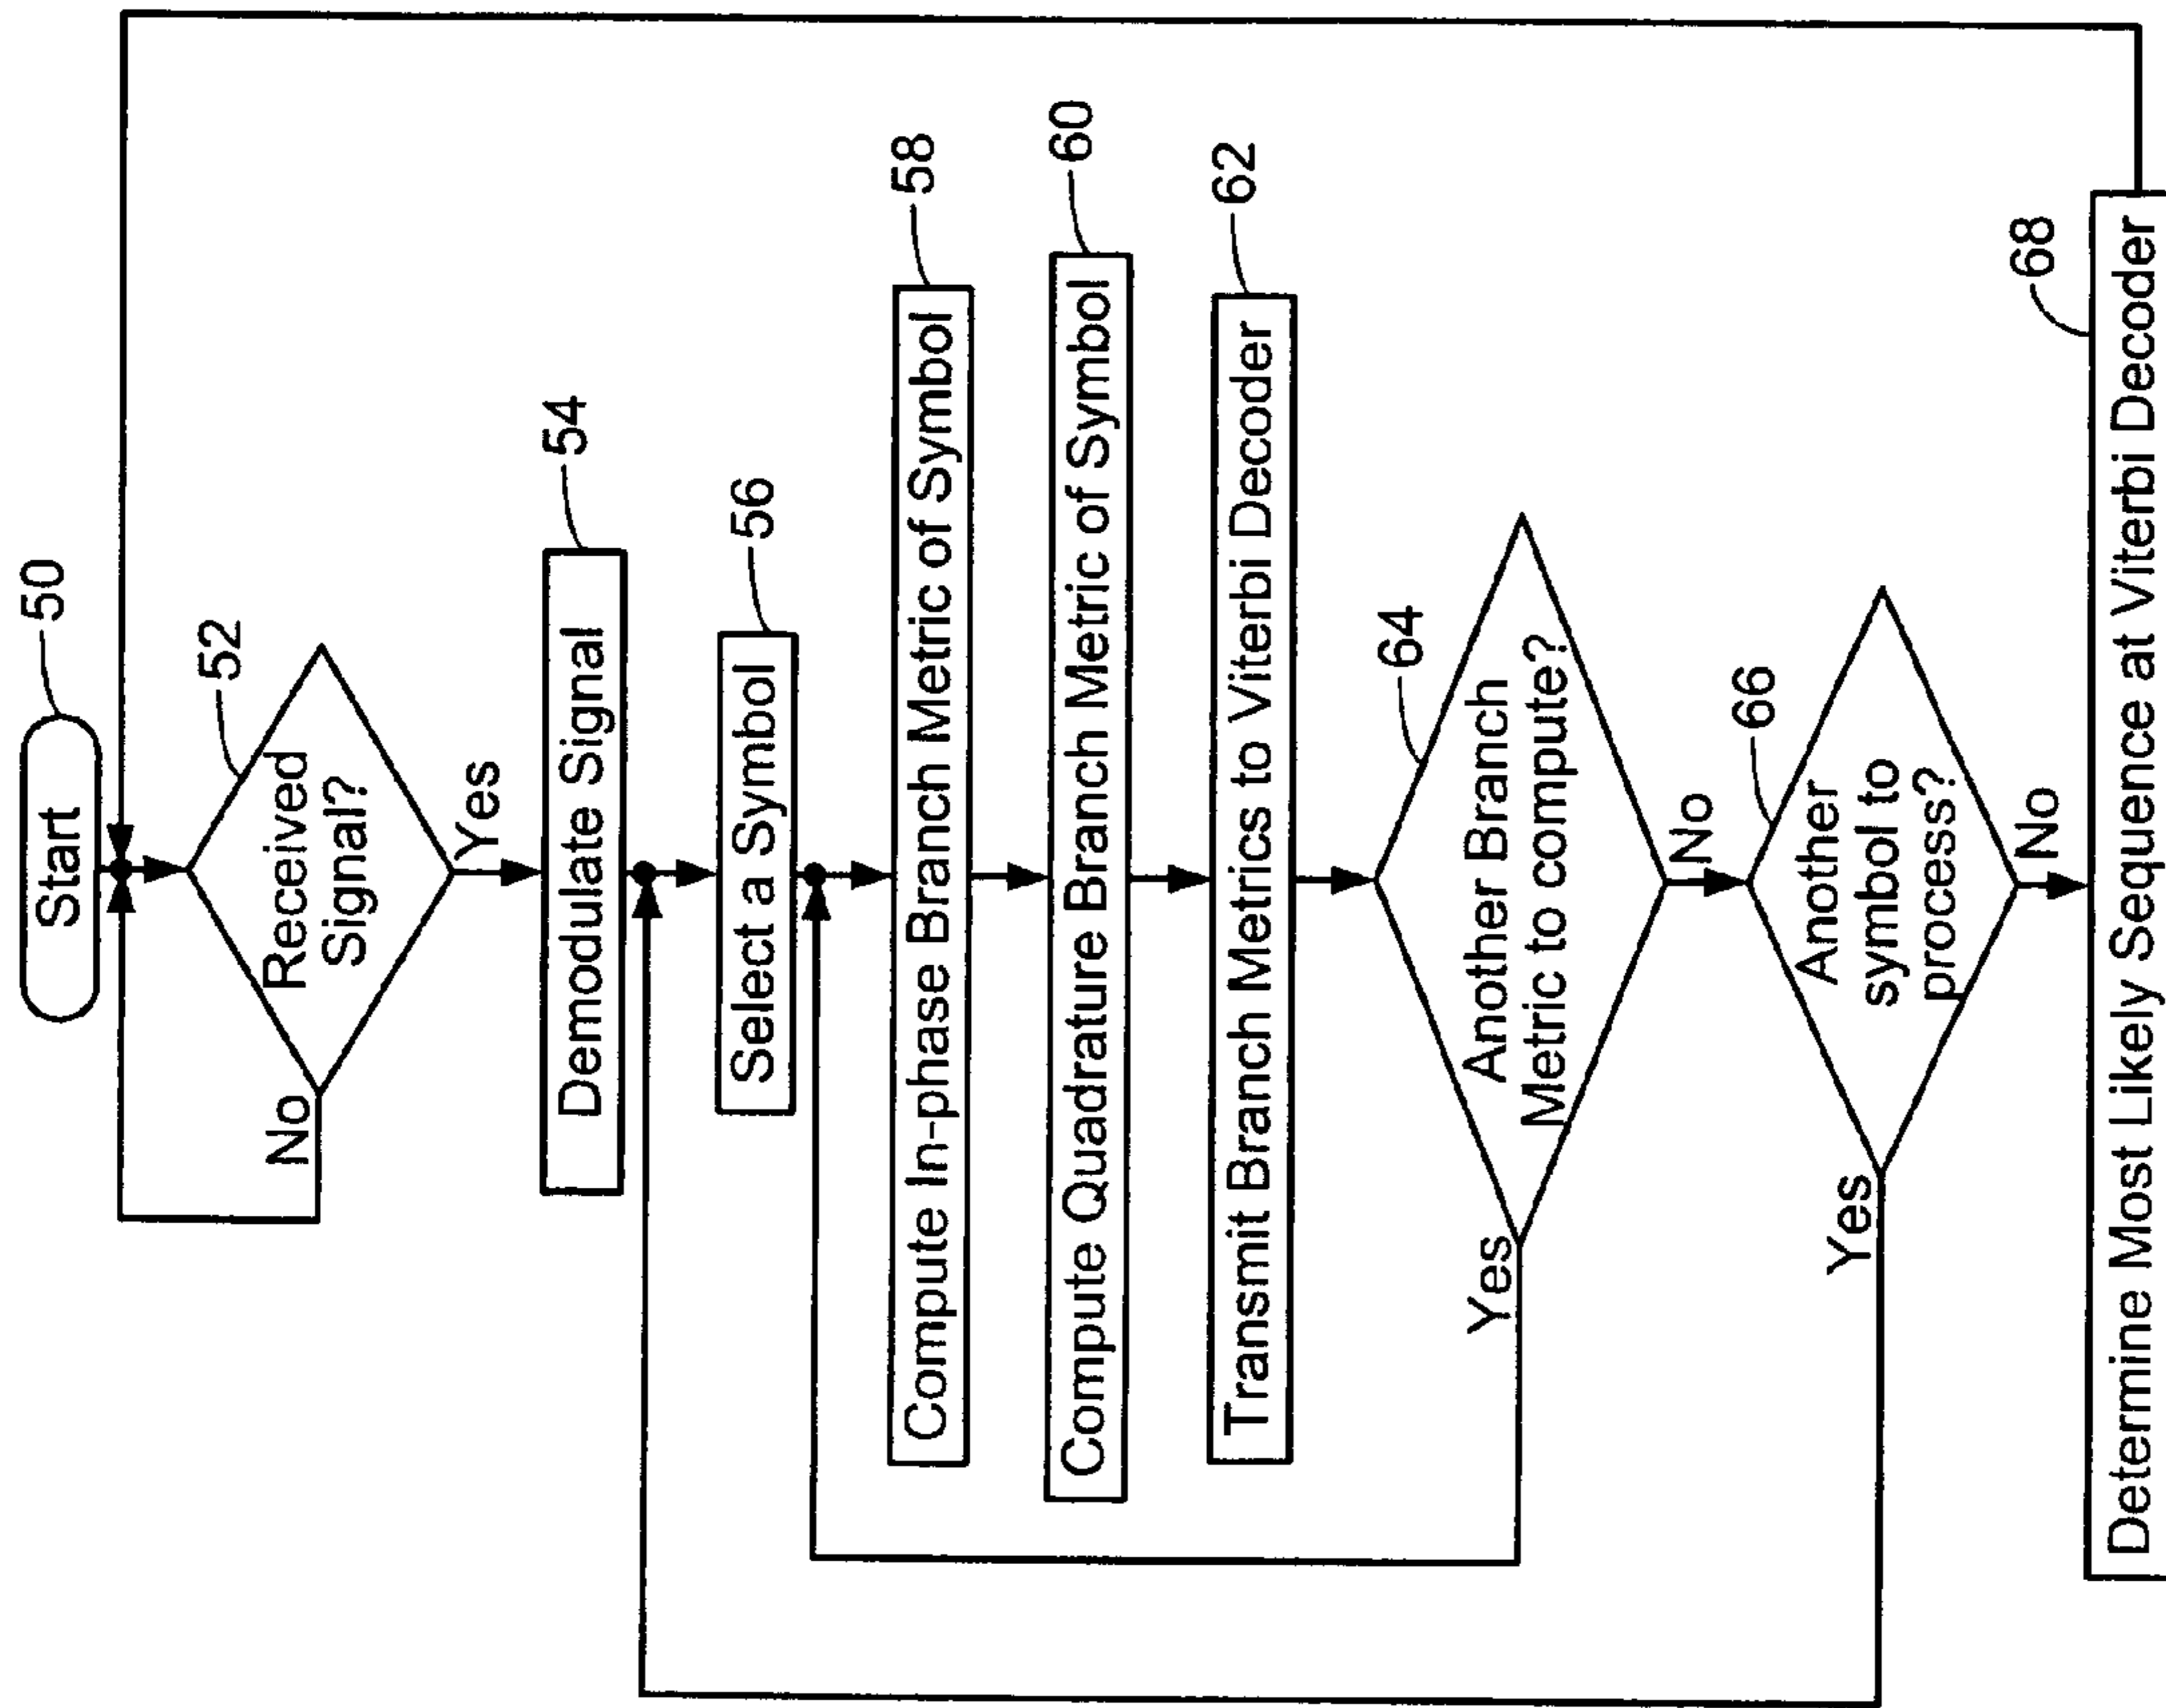 Start
50
Received
Signal?
52
No
Yes
Demodulate Signal
54
Select a Symbol
56
Compute In-phase Branch Metric of Symbol
58
Compute Quadrature Branch Metric of Symbol
60
Transmit Branch Metrics to Viterbi Decoder
62
Another Branch
Metric to compute?
64
Yes
No
Another
symbol to
process?
66
Yes
No
Determine Most Likely Sequence at Viterbi Decoder
68